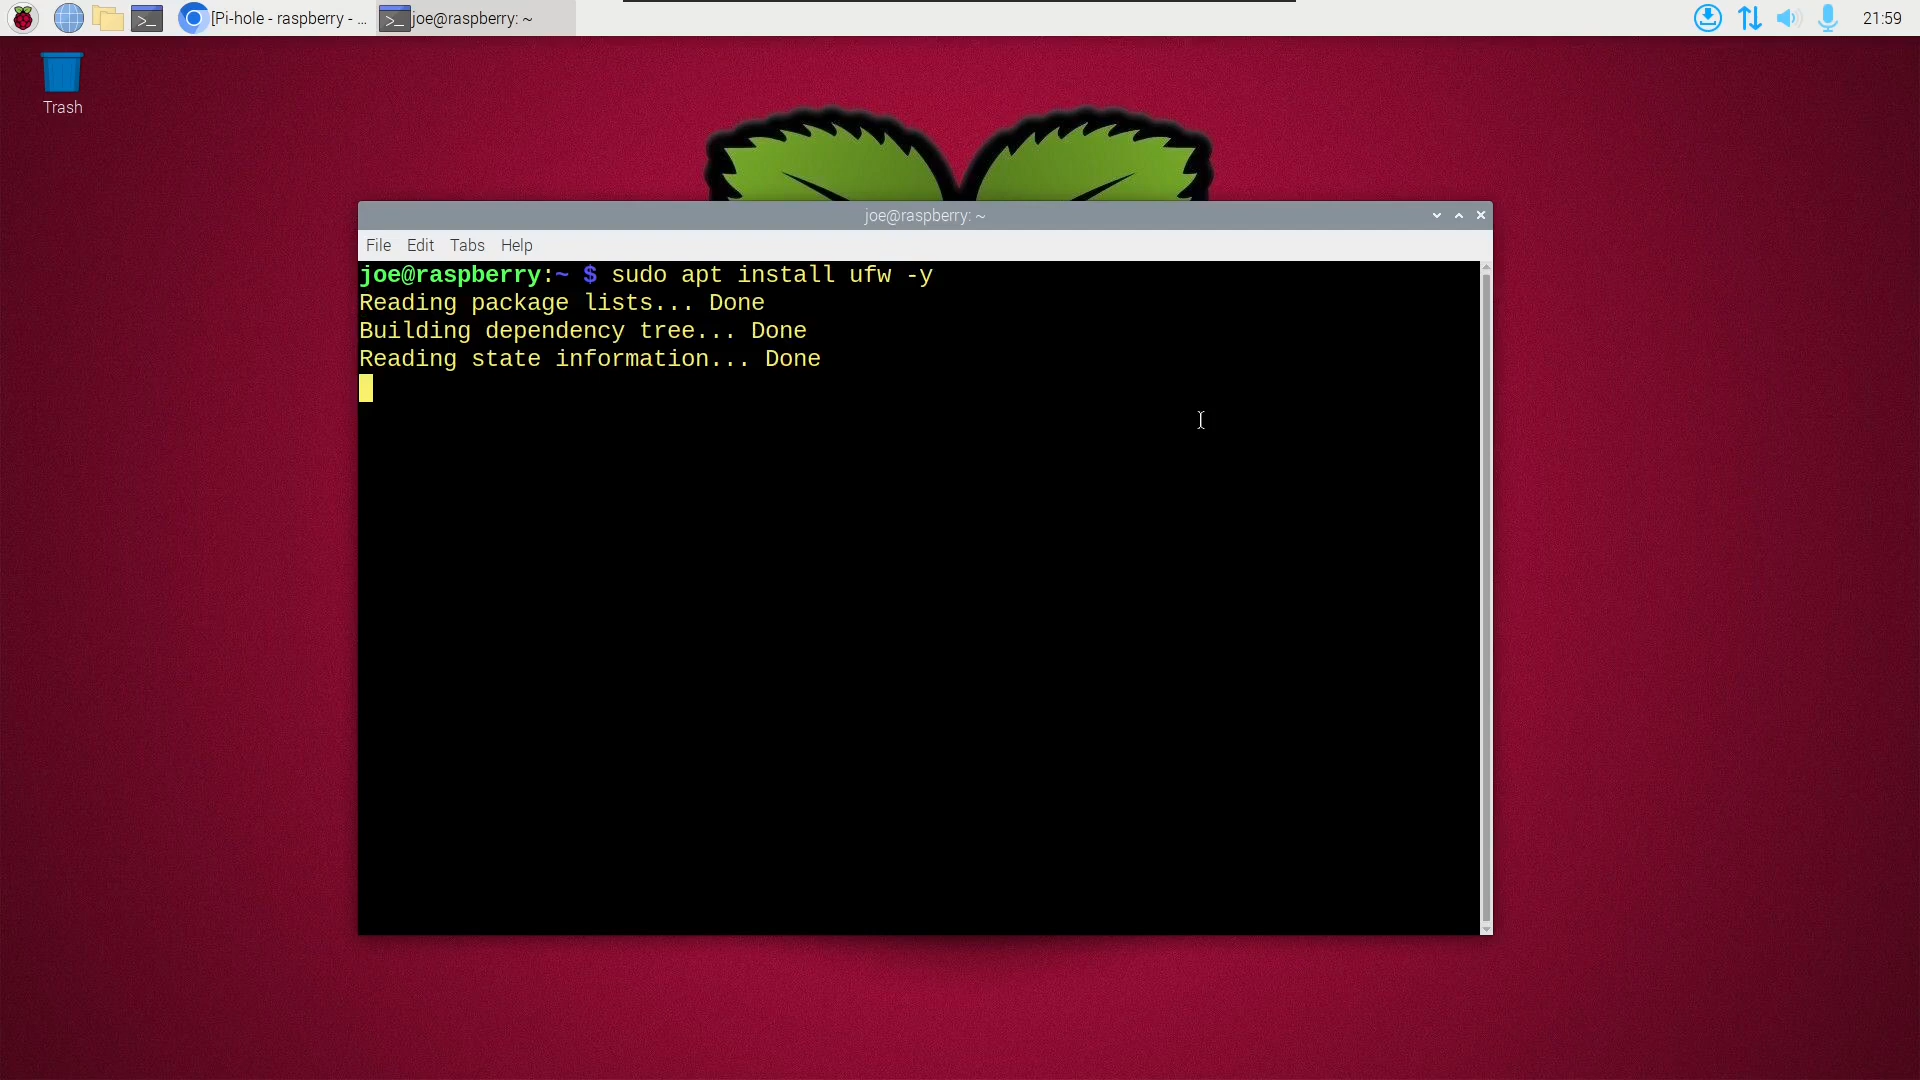 [Pi-hole - raspberry - ...
joe@raspberry: ~
21:59
Trash
joe@raspberry: ~
File Edit Tabs Help
joe@raspberry:~ $ sudo apt install ufw -y
Reading package lists... Done
Building dependency tree... Done
Reading state information... Done